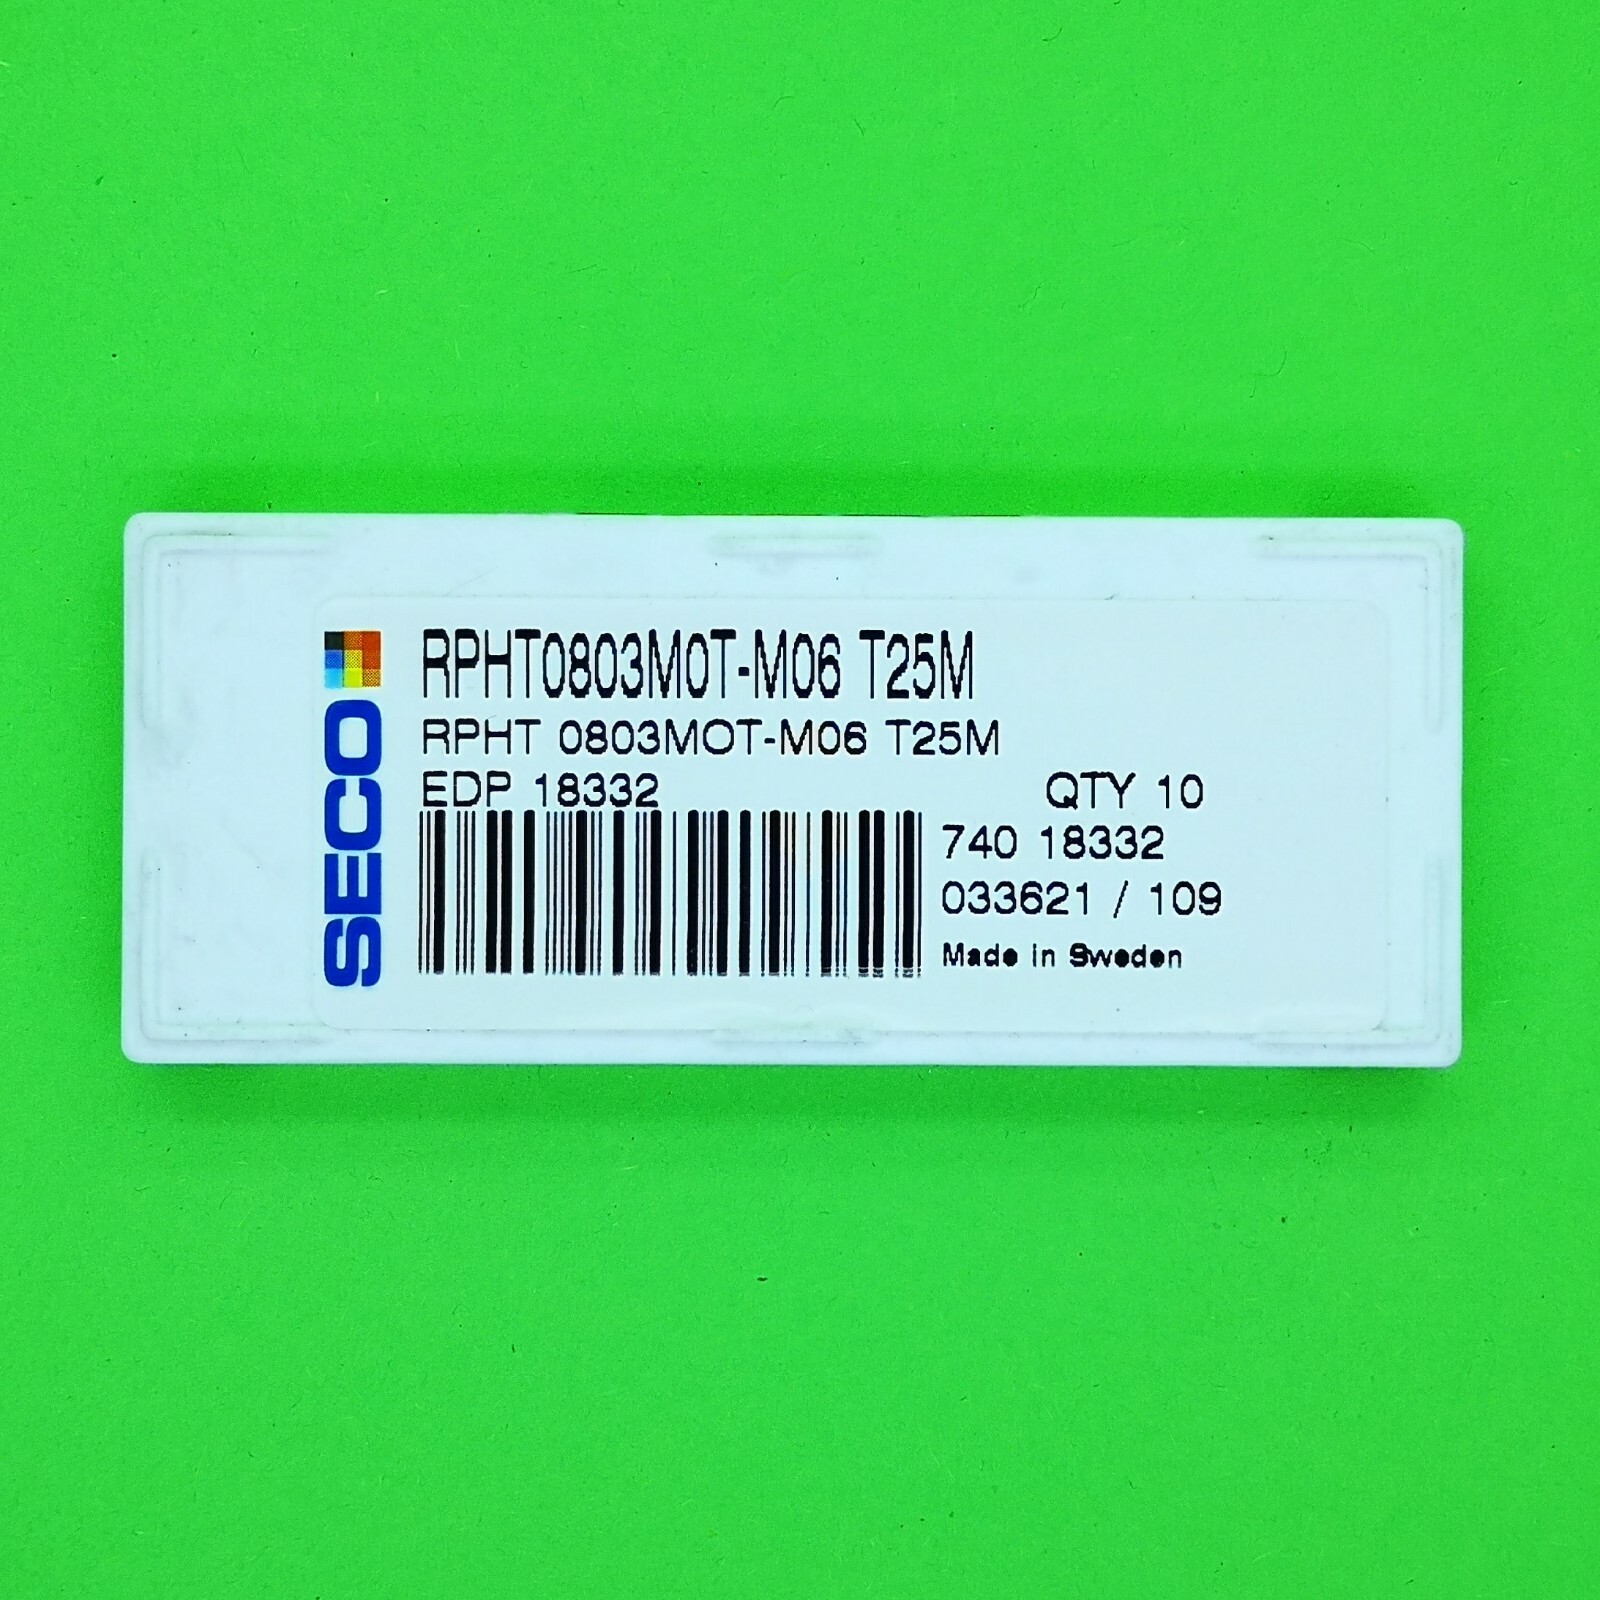 SECO
RPHT0803M0T-M06 T25M
RPHT 0803MOT-M06 T25M
EDP 18332 QTY 10
740 18332
033621 / 109
Made in Sweden